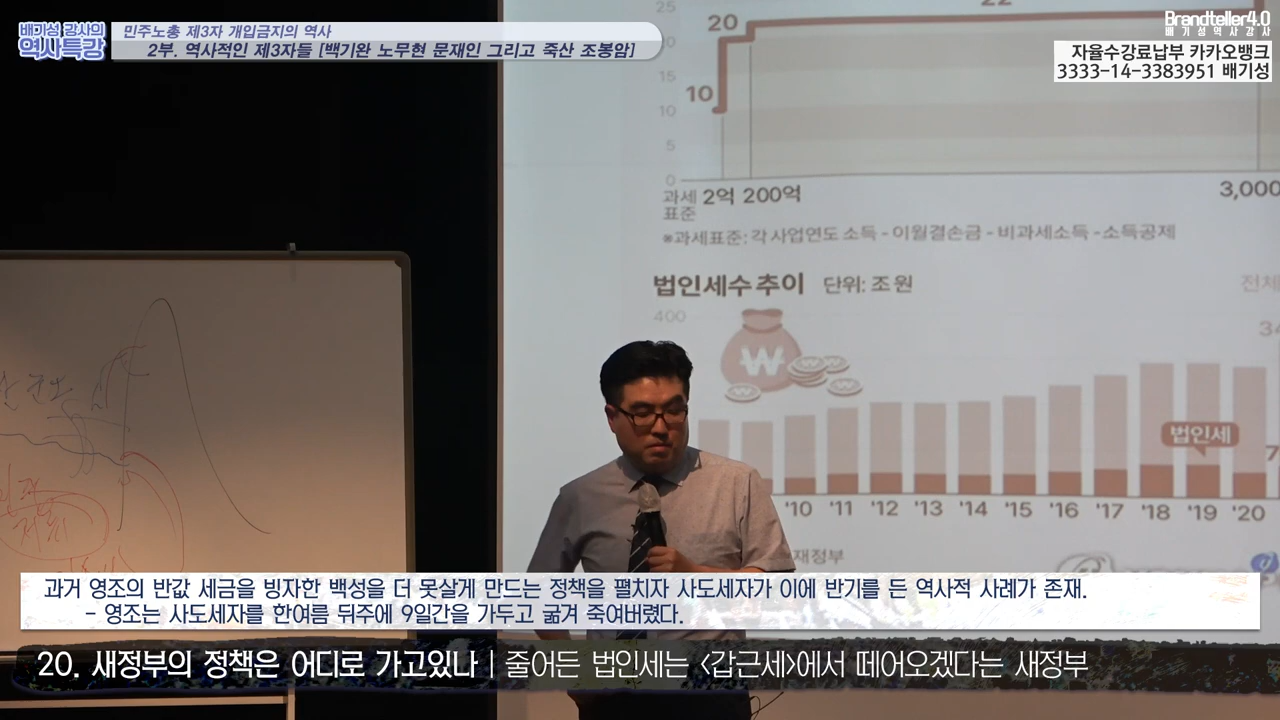 배기성 강사의
역사특강
민주노총 제3자 개입금지의 역사
2부. 역사적인 제3자들 [백기완 노무현 문재인 그리고 죽산 조봉암]
Brandteller4.0
배기성역사강사
자율수강료납부 카카오뱅크
3333-14-3383951 배기성
25
20
22
10
10
5
0
과세 2억 200억
표준
3,000
※과세표준: 각 사업연도 소득 - 이월결손금 - 비과세소득 - 소득공제
법인세수 추이 단위: 조 원
전체
400
34
₩
법인세
7
'10 '11 '12 '13 '14 '15 '16 '17 '18 '19 '20
재정부
과거 영조의 반값 세금을 빙자한 백성을 더 못살게 만드는 정책을 펼치자 사도세자가 이에 반기를 든 역사적 사례가 존재.
- 영조는 사도세자를 한여름 뒤주에 9일간을 가두고 굶겨 죽여버렸다.
20. 새정부의 정책은 어디로 가고있나 | 줄어든 법인세는 <갑근세>에서 떼어오겠다는 새정부